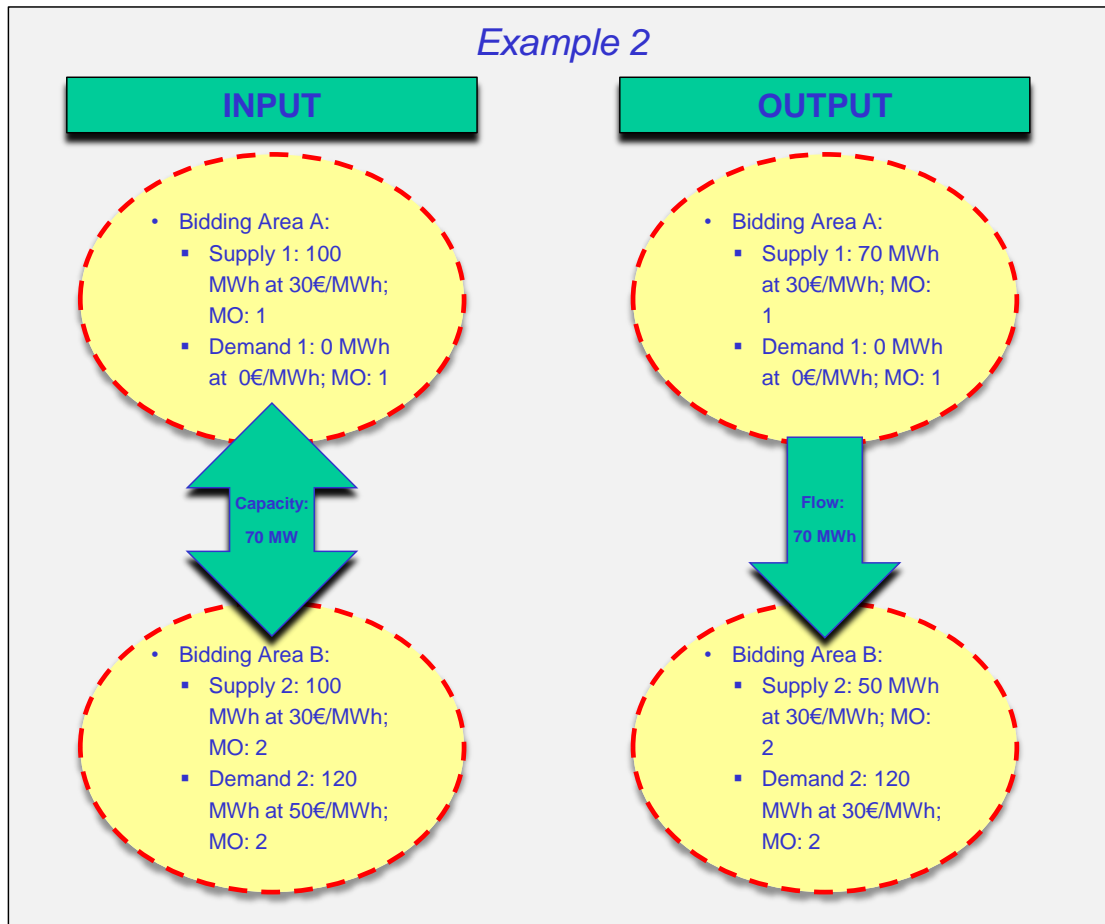 Example 2
INPUT
• Bidding Area A:
▪ Supply 1: 100
MWh at 30€/MWh;
MO: 1
▪ Demand 1: 0 MWh
at 0€/MWh; MO: 1
Capacity:
70 MW
• Bidding Area B:
▪ Supply 2: 100
MWh at 30€/MWh;
MO: 2
▪ Demand 2: 120
MWh at 50€/MWh;
MO: 2
OUTPUT
• Bidding Area A:
▪ Supply 1: 70 MWh
at 30€/MWh; MO:
1
▪ Demand 1: 0 MWh
at 0€/MWh; MO: 1
Flow:
70 MWh
• Bidding Area B:
▪ Supply 2: 50 MWh
at 30€/MWh; MO:
2
▪ Demand 2: 120
MWh at 30€/MWh;
MO: 2